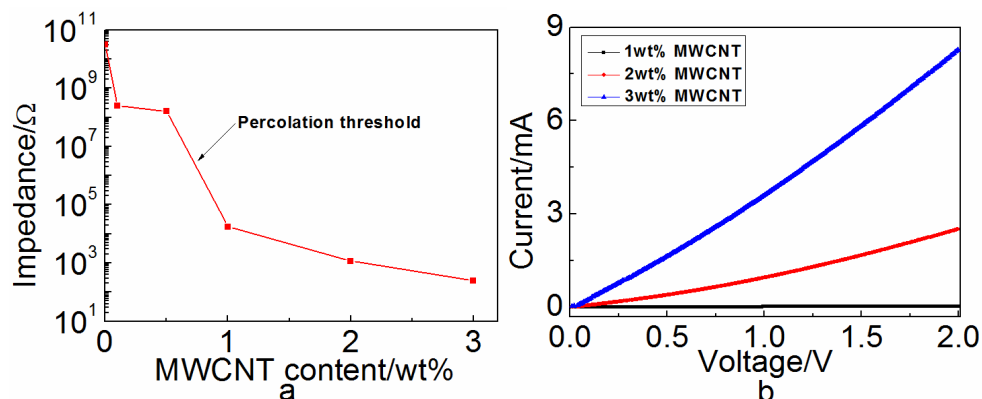 10^11
10^9
10^7
10^5
10^3
10^1
Impedance/Ω
Percolation threshold
0 1 2 3
MWCNT content/wt%
a
9
6
3
0
Current/mA
1wt% MWCNT
2wt% MWCNT
3wt% MWCNT
0.0 0.5 1.0 1.5 2.0
Voltage/V
b